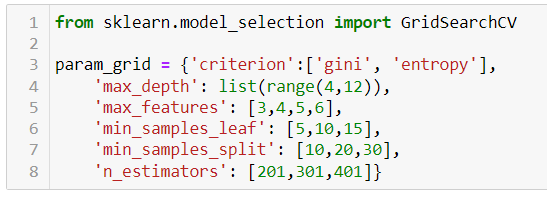 1 from sklearn.model_selection import GridSearchCV
2
3 param_grid = {'criterion':['gini', 'entropy'],
4     'max_depth': list(range(4,12)),
5     'max_features': [3,4,5,6],
6     'min_samples_leaf': [5,10,15],
7     'min_samples_split': [10,20,30],
8     'n_estimators': [201,301,401]}